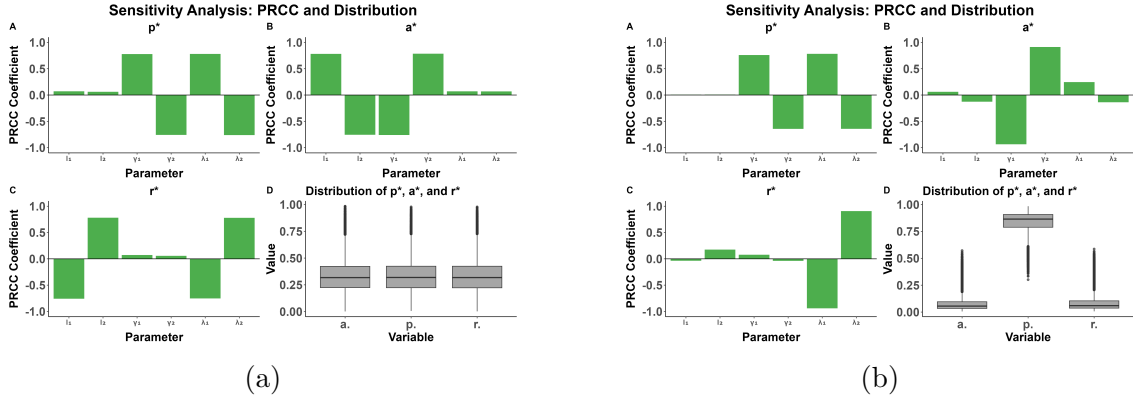 Sensitivity Analysis: PRCC and Distribution
A
p*
B
a*
PRCC Coefficient
1.0
0.5
0.0
-0.5
-1.0
l₁ l₂ γ₁ γ₂ λ₁ λ₂
Parameter
PRCC Coefficient
1.0
0.5
0.0
-0.5
-1.0
l₁ l₂ γ₁ γ₂ λ₁ λ₂
Parameter
C
r*
D
Distribution of p*, a*, and r*
PRCC Coefficient
1.0
0.5
0.0
-0.5
-1.0
l₁ l₂ γ₁ γ₂ λ₁ λ₂
Parameter
Value
1.00
0.75
0.50
0.25
0.00
a. p. r.
Variable
(a)
Sensitivity Analysis: PRCC and Distribution
A
p*
B
a*
PRCC Coefficient
1.0
0.5
0.0
-0.5
-1.0
l₁ l₂ γ₁ γ₂ λ₁ λ₂
Parameter
PRCC Coefficient
1.0
0.5
0.0
-0.5
-1.0
l₁ l₂ γ₁ γ₂ λ₁ λ₂
Parameter
C
r*
D
Distribution of p*, a*, and r*
PRCC Coefficient
1.0
0.5
0.0
-0.5
-1.0
l₁ l₂ γ₁ γ₂ λ₁ λ₂
Parameter
Value
1.00
0.75
0.50
0.25
0.00
a. p. r.
Variable
(b)